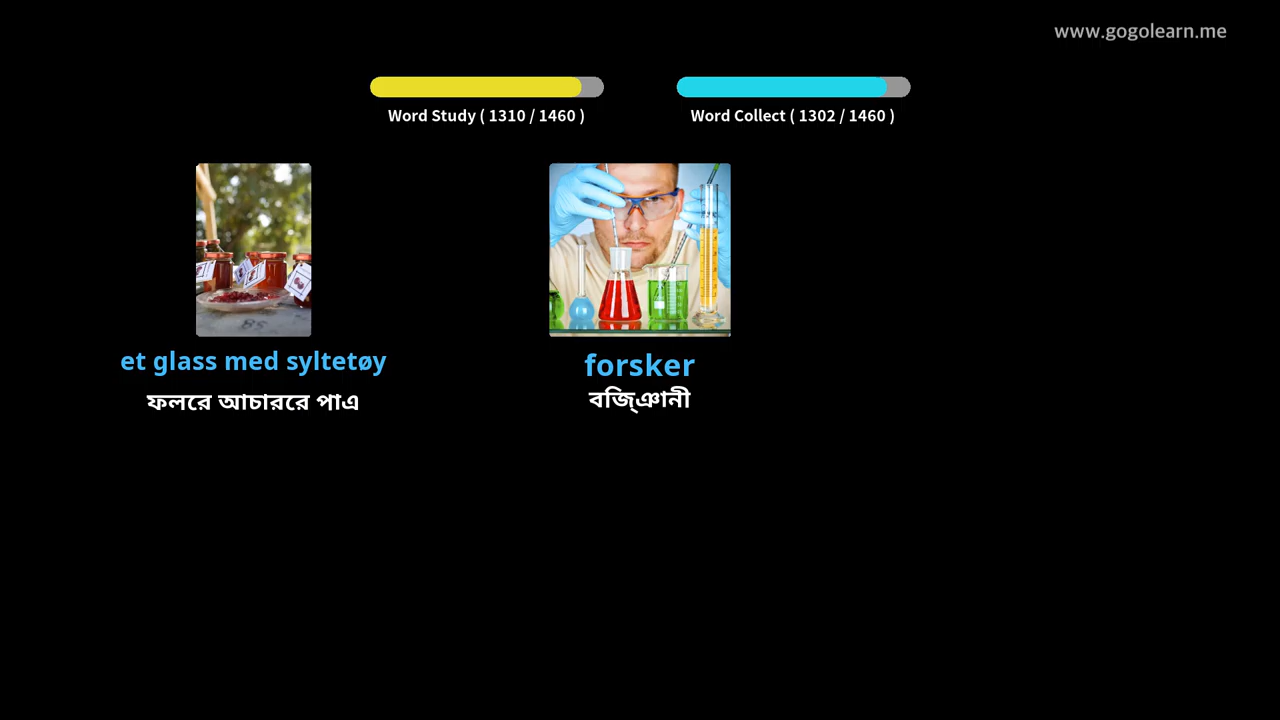 www.gogolearn.me
Word Study ( 1310 / 1460 )
Word Collect ( 1302 / 1460 )
et glass med syltetøy
ফলরে আচাররে পাএ
forsker
বজ্িঞানী